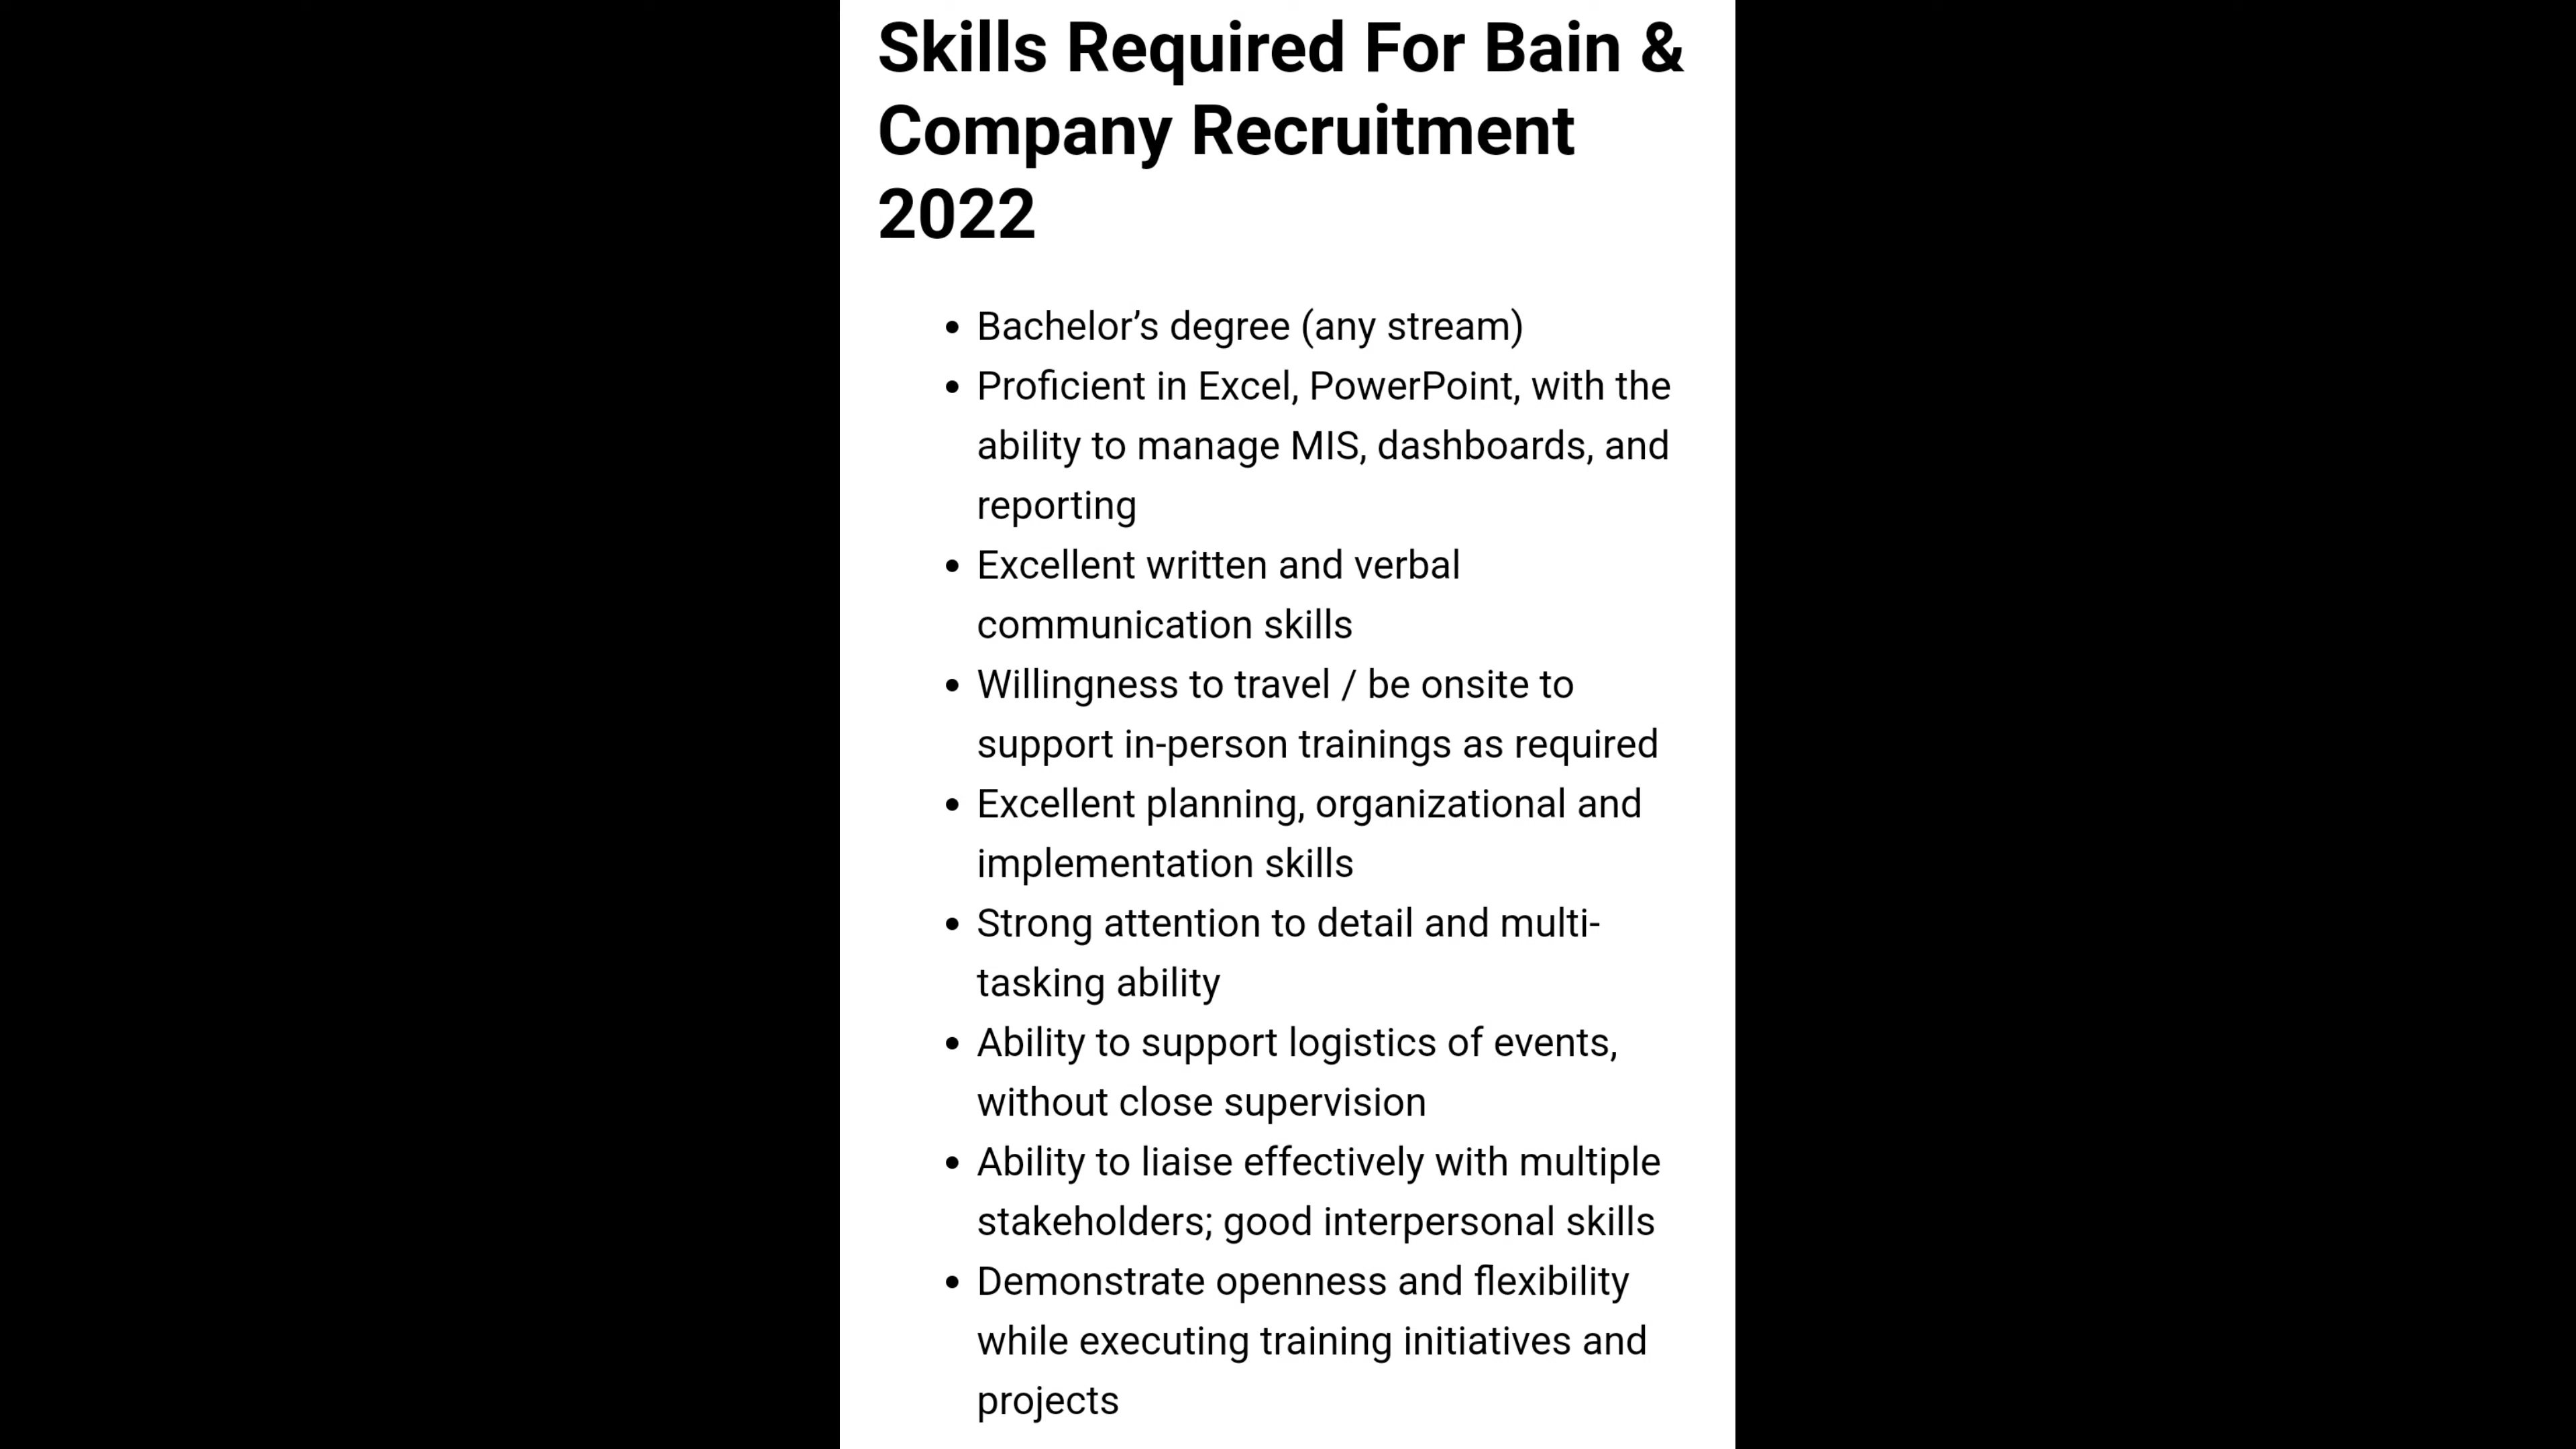 Skills Required For Bain &
Company Recruitment
2022
• Bachelor’s degree (any stream)
• Proficient in Excel, PowerPoint, with the
ability to manage MIS, dashboards, and
reporting
• Excellent written and verbal
communication skills
• Willingness to travel / be onsite to
support in-person trainings as required
• Excellent planning, organizational and
implementation skills
• Strong attention to detail and multi-
tasking ability
• Ability to support logistics of events,
without close supervision
• Ability to liaise effectively with multiple
stakeholders; good interpersonal skills
• Demonstrate openness and flexibility
while executing training initiatives and
projects